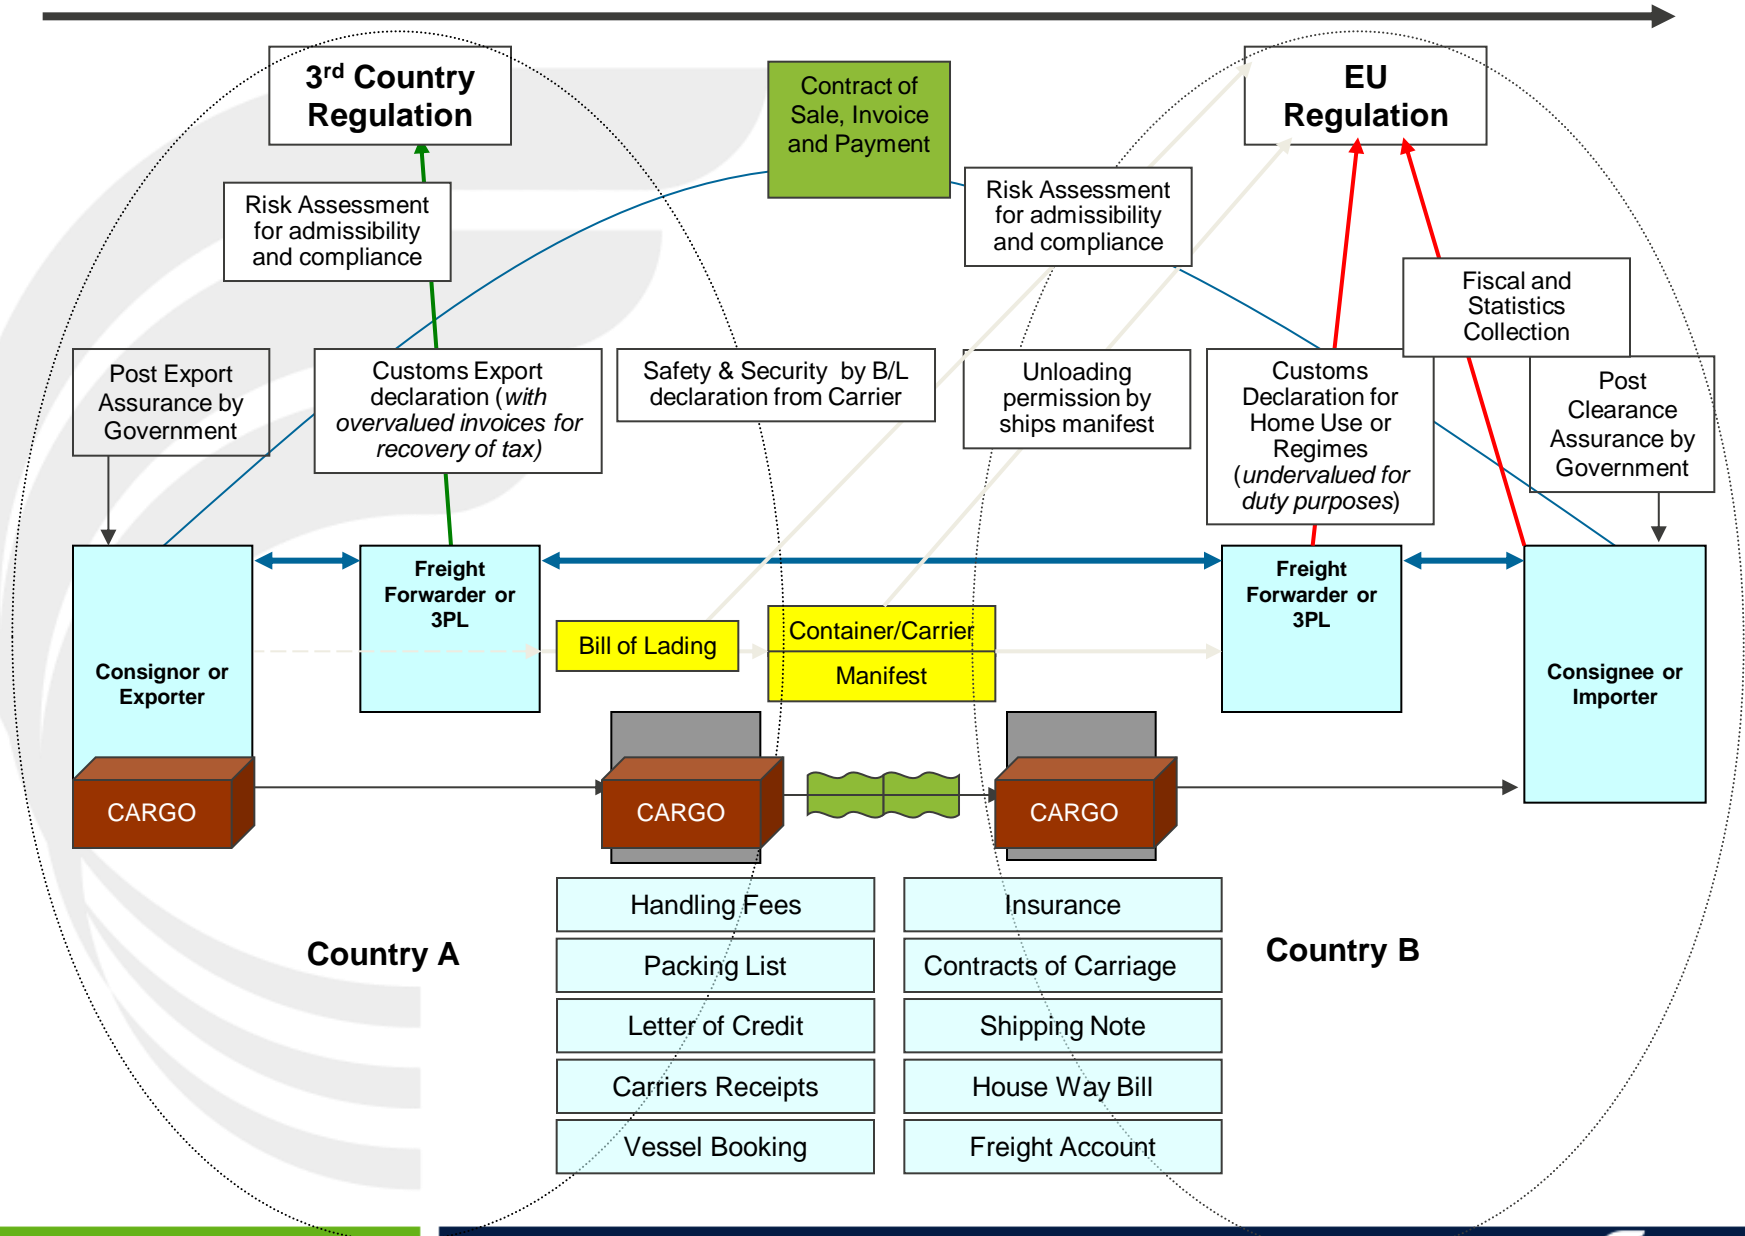 3rd Country
Regulation
Contract of
Sale, Invoice
and Payment
EU
Regulation
Risk Assessment
for admissibility
and compliance
Risk Assessment
for admissibility
and compliance
Fiscal and
Statistics
Collection
Post Export
Assurance by
Government
Customs Export
declaration (with
overvalued invoices for
recovery of tax)
Safety & Security by B/L
declaration from Carrier
Unloading
permission by
ships manifest
Customs
Declaration for
Home Use or
Regimes
(undervalued for
duty purposes)
Post
Clearance
Assurance by
Government
Consignor or
Exporter
Freight
Forwarder or
3PL
Bill of Lading
Container/Carrier
Manifest
Freight
Forwarder or
3PL
Consignee or
Importer
CARGO
CARGO
CARGO
Country A
Handling Fees
Packing List
Letter of Credit
Carriers Receipts
Vessel Booking
Insurance
Contracts of Carriage
Shipping Note
House Way Bill
Freight Account
Country B